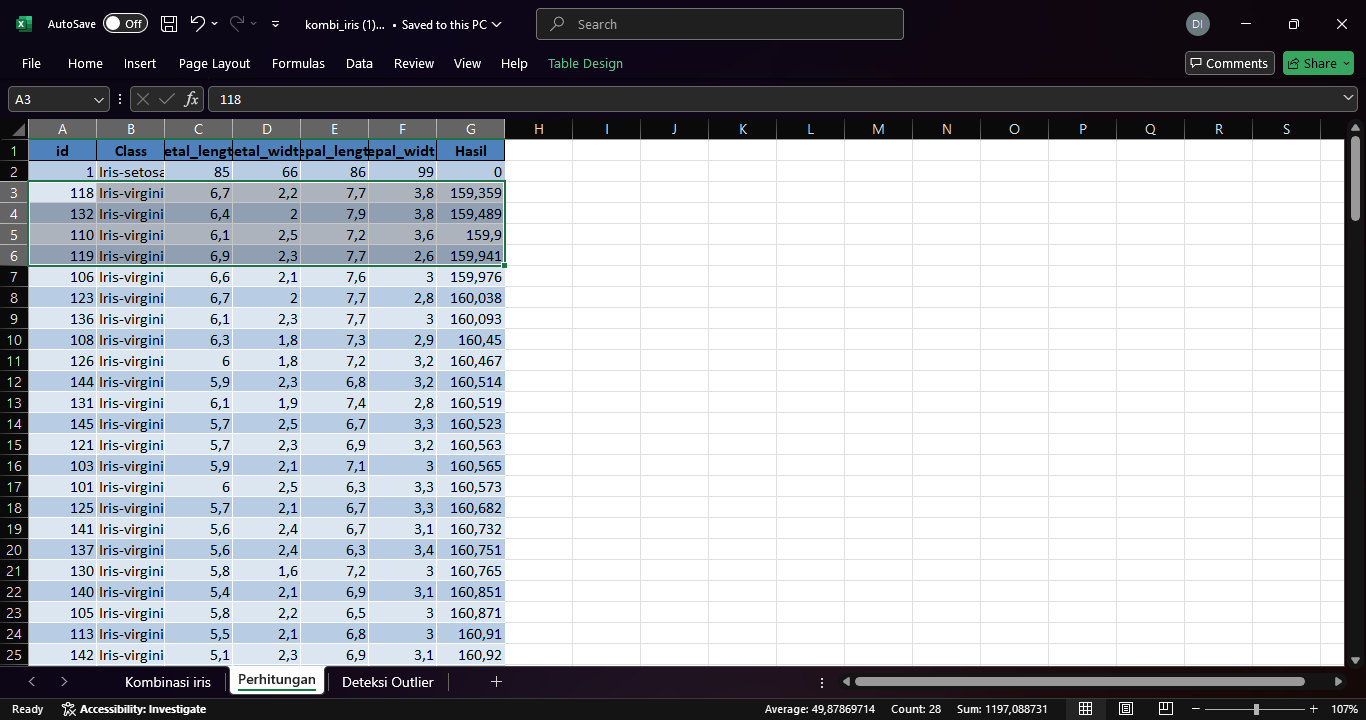 AutoSave Off kombi_iris (1)... • Saved to this PC Search DI
File Home Insert Page Layout Formulas Data Review View Help Table Design Comments Share
A3 fx 118
A B C D E F G H I J K L M N O P Q R S
1 id Class etal_lengt etal_widt epal_lengt epal_widt Hasil
2 1 Iris-setosa 85 66 86 99 0
3 118 Iris-virgini 6,7 2,2 7,7 3,8 159,359
4 132 Iris-virgini 6,4 2 7,9 3,8 159,489
5 110 Iris-virgini 6,1 2,5 7,2 3,6 159,9
6 119 Iris-virgini 6,9 2,3 7,7 2,6 159,941
7 106 Iris-virgini 6,6 2,1 7,6 3 159,976
8 123 Iris-virgini 6,7 2 7,7 2,8 160,038
9 136 Iris-virgini 6,1 2,3 7,7 3 160,093
10 108 Iris-virgini 6,3 1,8 7,3 2,9 160,45
11 126 Iris-virgini 6 1,8 7,2 3,2 160,467
12 144 Iris-virgini 5,9 2,3 6,8 3,2 160,514
13 131 Iris-virgini 6,1 1,9 7,4 2,8 160,519
14 145 Iris-virgini 5,7 2,5 6,7 3,3 160,523
15 121 Iris-virgini 5,7 2,3 6,9 3,2 160,563
16 103 Iris-virgini 5,9 2,1 7,1 3 160,565
17 101 Iris-virgini 6 2,5 6,3 3,3 160,573
18 125 Iris-virgini 5,7 2,1 6,7 3,3 160,682
19 141 Iris-virgini 5,6 2,4 6,7 3,1 160,732
20 137 Iris-virgini 5,6 2,4 6,3 3,4 160,751
21 130 Iris-virgini 5,8 1,6 7,2 3 160,765
22 140 Iris-virgini 5,4 2,1 6,9 3,1 160,851
23 105 Iris-virgini 5,8 2,2 6,5 3 160,871
24 113 Iris-virgini 5,5 2,1 6,8 3 160,91
25 142 Iris-virgini 5,1 2,3 6,9 3,1 160,92
Kombinasi iris Perhitungan Deteksi Outlier
Ready Accessibility: Investigate Average: 49,87869714 Count: 28 Sum: 1197,088731 107%